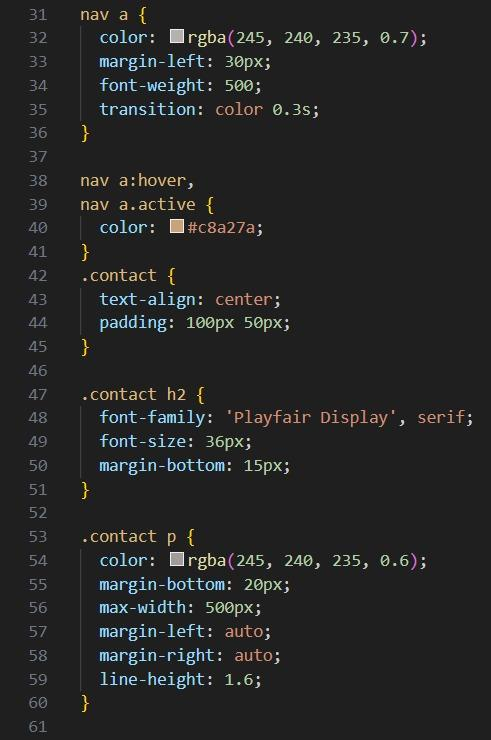 31 nav a {
32   color: rgba(245, 240, 235, 0.7);
33   margin-left: 30px;
34   font-weight: 500;
35   transition: color 0.3s;
36 }
37
38 nav a:hover,
39 nav a.active {
40   color: #c8a27a;
41 }
42 .contact {
43   text-align: center;
44   padding: 100px 50px;
45 }
46
47 .contact h2 {
48   font-family: 'Playfair Display', serif;
49   font-size: 36px;
50   margin-bottom: 15px;
51 }
52
53 .contact p {
54   color: rgba(245, 240, 235, 0.6);
55   margin-bottom: 20px;
56   max-width: 500px;
57   margin-left: auto;
58   margin-right: auto;
59   line-height: 1.6;
60 }
61